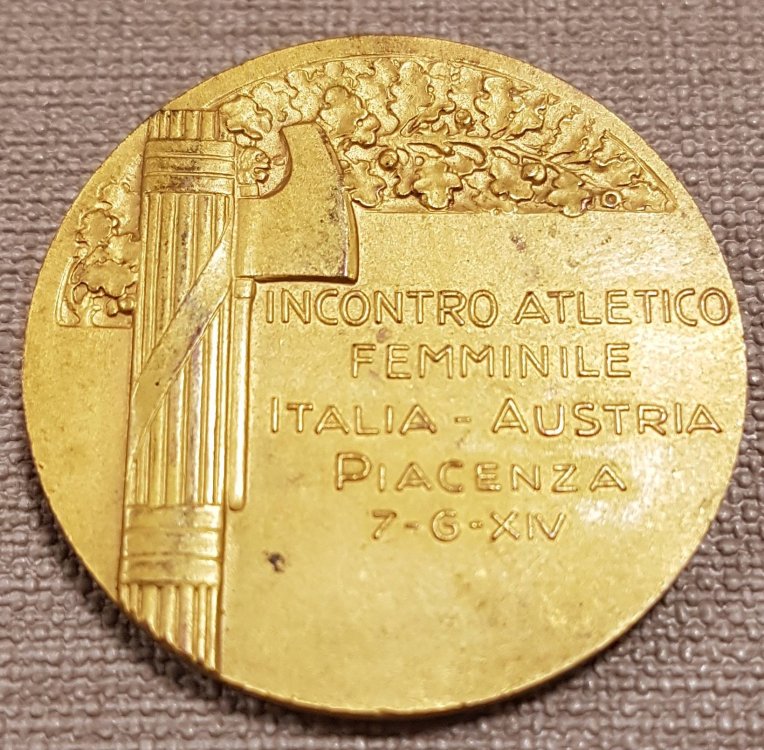 INCONTRO ATLETICO
FEMMINILE
ITALIA - AUSTRIA
PIACENZA
7-6-XIV